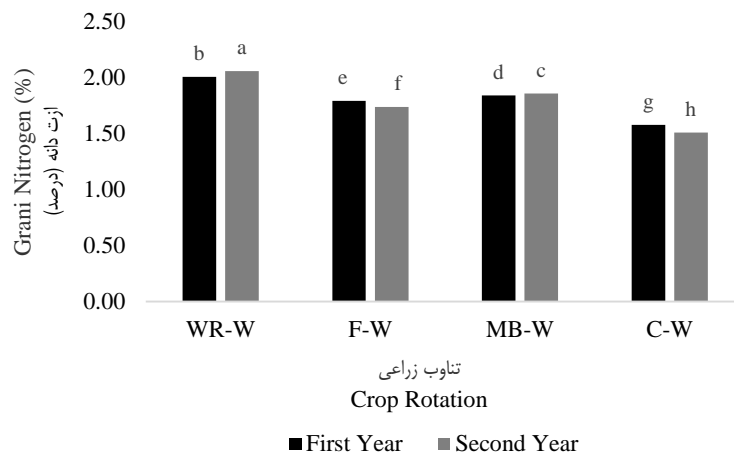 2.50
2.00
1.50
1.00
0.50
0.00
Grani Nitrogen (%)
ازت دانه (درصد)
b a e f d c g h
WR-W F-W MB-W C-W
تناوب زراعی
Crop Rotation
First Year Second Year